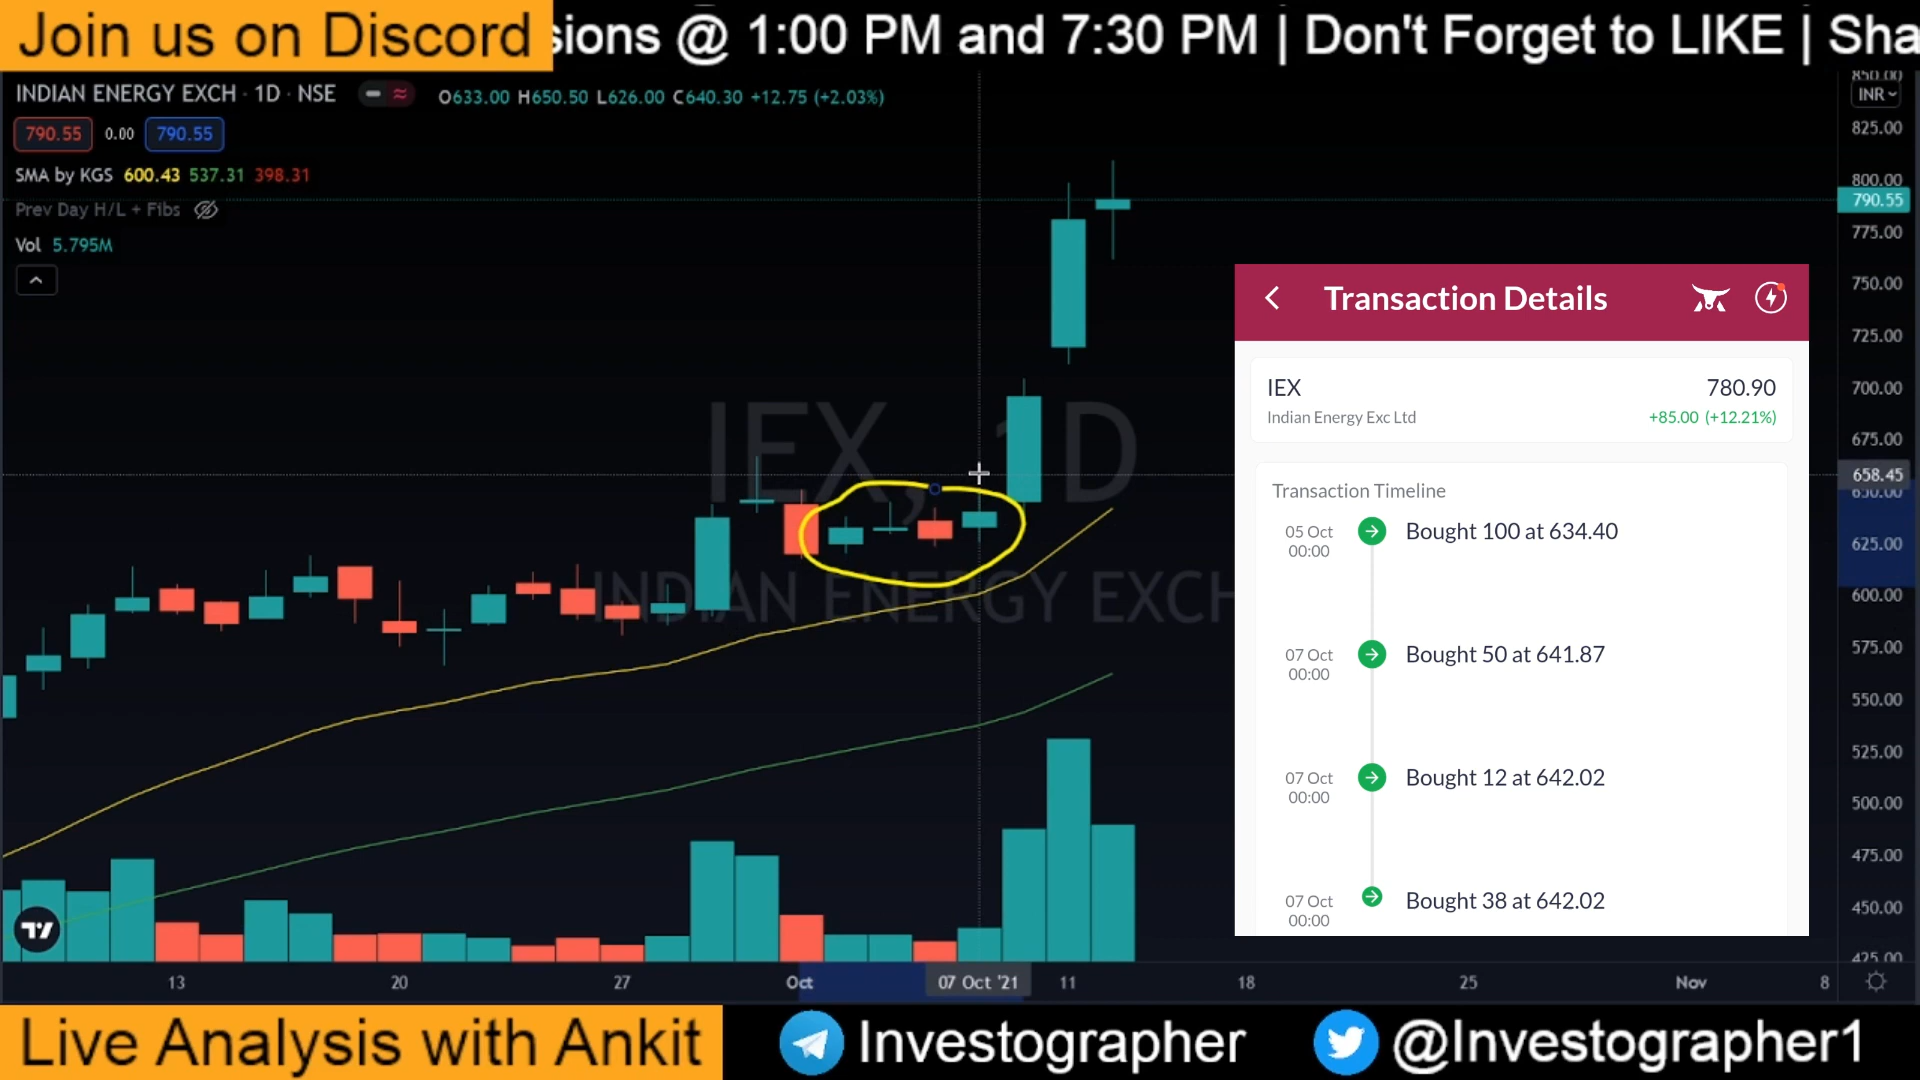 Join us on Discord
sions @ 1:00 PM and 7:30 PM | Don't Forget to LIKE | Sha
INDIAN ENERGY EXCH · 1D · NSE
O633.00 H650.50 L626.00 C640.30 +12.75 (+2.03%)
790.55 0.00 790.55
SMA by KGS 600.43 537.31 398.31
Prev Day H/L + Fibs
Vol 5.795M
850.00
INR
825.00
800.00
790.55
775.00
750.00
725.00
700.00
675.00
658.45
650.00
625.00
600.00
575.00
550.00
525.00
500.00
475.00
450.00
425.00
IEX, 1D
INDIAN ENERGY EXCH
Transaction Details
IEX 780.90
Indian Energy Exc Ltd +85.00 (+12.21%)
Transaction Timeline
05 Oct
00:00
Bought 100 at 634.40
07 Oct
00:00
Bought 50 at 641.87
07 Oct
00:00
Bought 12 at 642.02
07 Oct
00:00
Bought 38 at 642.02
13 20 27 Oct 07 Oct '21 11 18 25 Nov 8
Live Analysis with Ankit
Investographer
@Investographer1